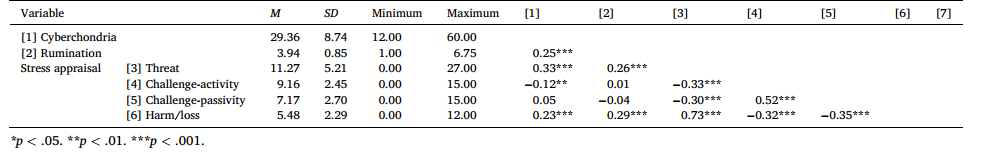 Variable M SD Minimum Maximum [1] [2] [3] [4] [5] [6] [7]
[1] Cyberchondria 29.36 8.74 12.00 60.00
[2] Rumination 3.94 0.85 1.00 6.75 0.25***
Stress appraisal [3] Threat 11.27 5.21 0.00 27.00 0.33*** 0.26***
[4] Challenge-activity 9.16 2.45 0.00 15.00 −0.12** 0.01 −0.33***
[5] Challenge-passivity 7.17 2.70 0.00 15.00 0.05 −0.04 −0.30*** 0.52***
[6] Harm/loss 5.48 2.29 0.00 12.00 0.23*** 0.29*** 0.73*** −0.32*** −0.35***
*p < .05. **p < .01. ***p < .001.